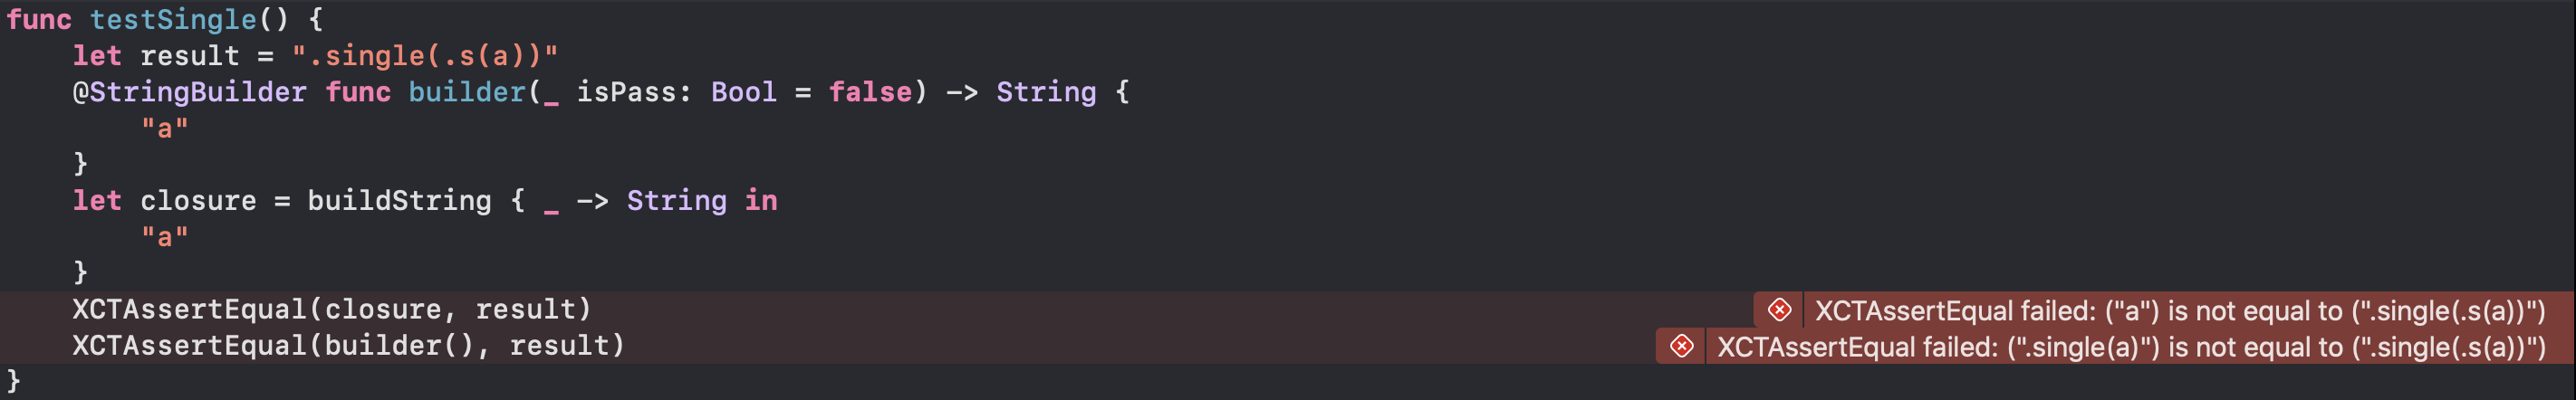 func testSingle() {
    let result = ".single(.s(a))"
    @StringBuilder func builder(_ isPass: Bool = false) -> String {
        "a"
    }
    let closure = buildString { _ -> String in
        "a"
    }
    XCTAssertEqual(closure, result) XCTAssertEqual failed: ("a") is not equal to (".single(.s(a))")
    XCTAssertEqual(builder(), result) XCTAssertEqual failed: (".single(a)") is not equal to (".single(.s(a))")
}